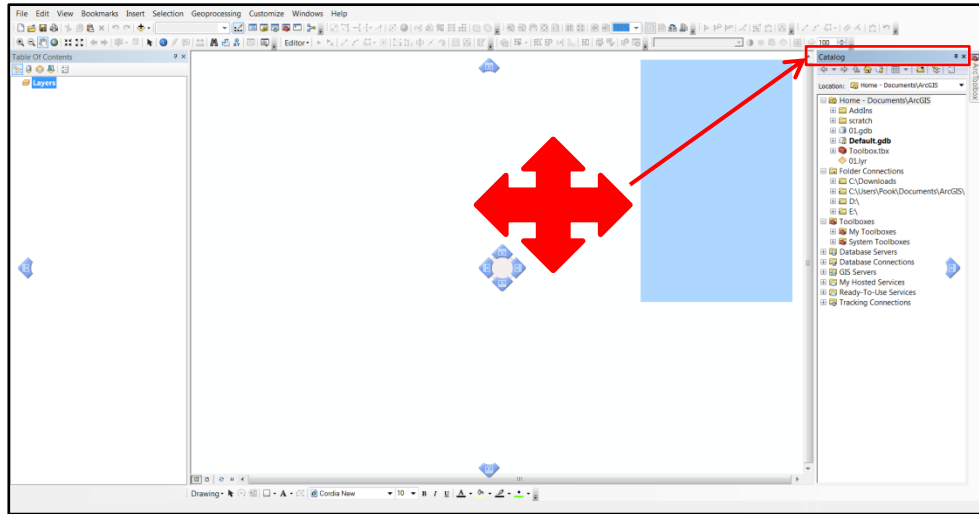 File Edit View Bookmarks Insert Selection Geoprocessing Customize Windows Help
Editor
100
Table Of Contents
Layers
Catalog
ArcToolbox
Location: Home - Documents\ArcGIS
Home - Documents\ArcGIS
AddIns
scratch
01.gdb
Default.gdb
Toolbox.tbx
01.lyr
Folder Connections
C:\Downloads
C:\Users\Pook\Documents\ArcGIS\
D:\
E:\
Toolboxes
My Toolboxes
System Toolboxes
Database Servers
Database Connections
GIS Servers
My Hosted Services
Ready-To-Use Services
Tracking Connections
Drawing A Cordia New 10 B I U A